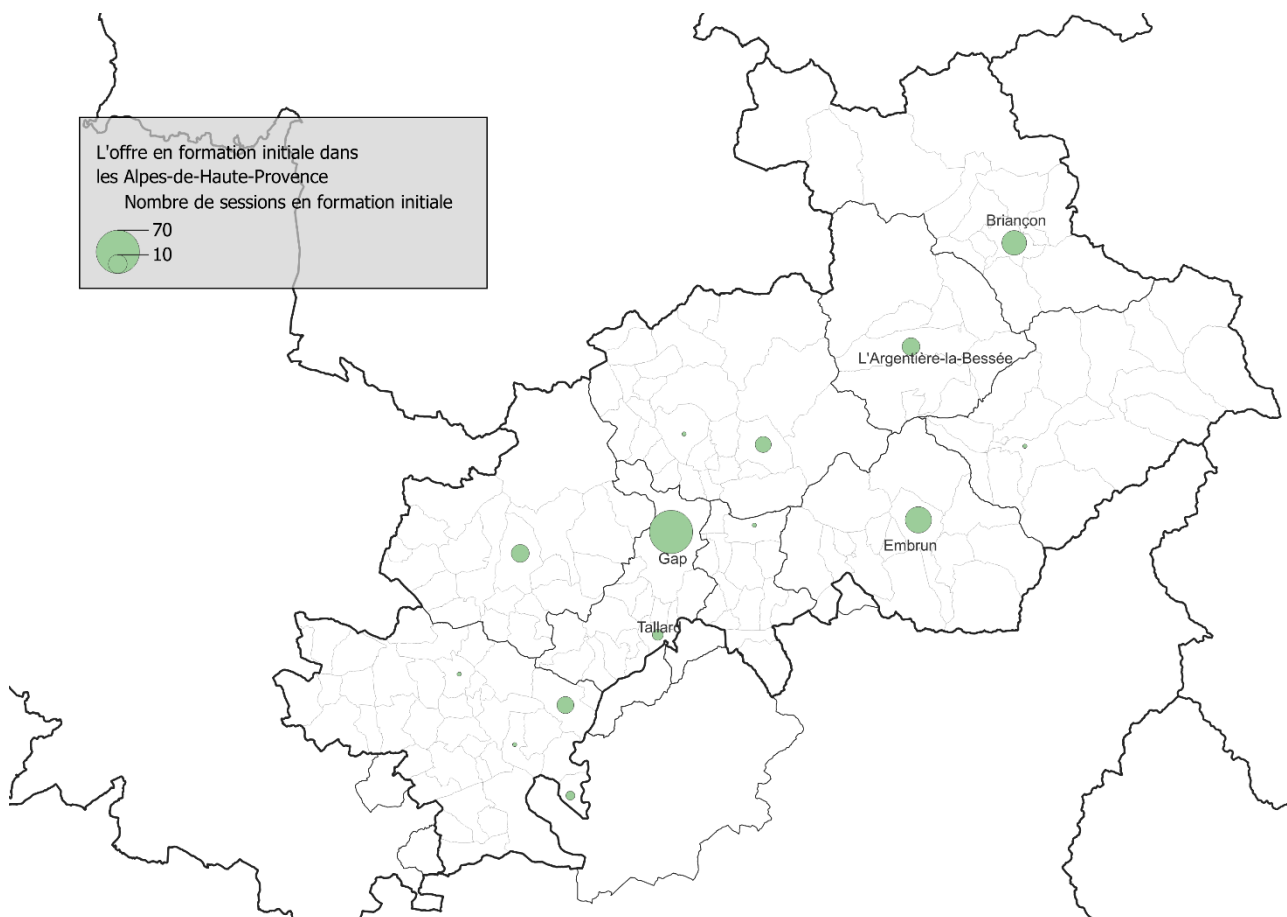 L'offre en formation initiale dans
les Alpes-de-Haute-Provence
Nombre de sessions en formation initiale
70
10
Briançon
L'Argentière-la-Bessée
Embrun
Gap
Tallard